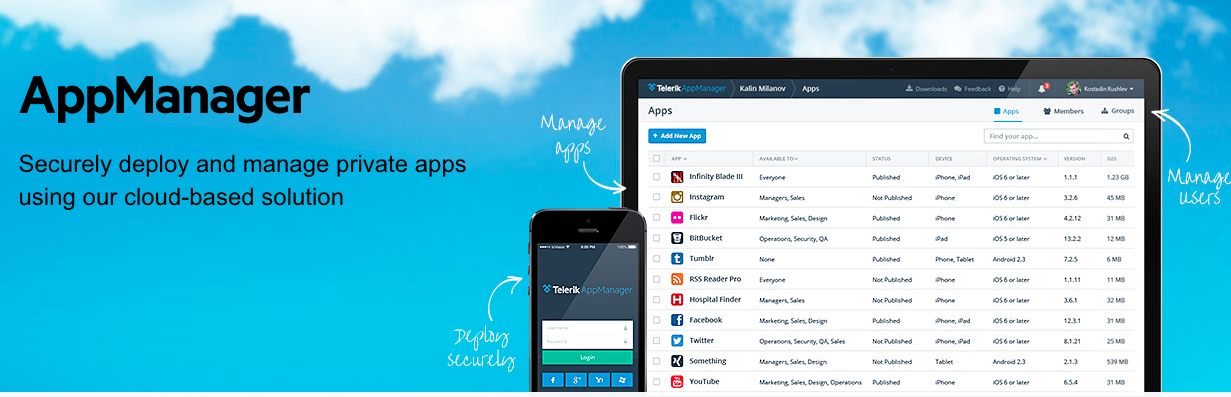 AppManager
Securely deploy and manage private apps
using our cloud-based solution
Manage
apps
Deploy
securely
Manage
users
Telerik AppManager Kalin Milanov Apps Downloads Feedback ? Help 3 Kostadin Kushlev
Apps Apps Members Groups
+ Add New App Find your app...
APP AVAILABLE TO STATUS DEVICE OPERATING SYSTEM VERSION SIZE
Infinity Blade III Everyone Published iPhone, iPad iOS 6 or later 1.1.1 1.23 GB
Instagram Managers, Sales Not Published iPhone iOS 6 or later 3.2.6 45 MB
Flickr Marketing, Sales, Design Published iPhone iOS 6 or later 4.2.12 31 MB
BitBucket Operations, Security, QA Published iPad iOS 5 or later 13.2.2 12 MB
t Tumblr None Published Phone, Tablet Android 2.3 7.2.5 6 MB
RSS Reader Pro Everyone Not Published iPhone, iPad iOS 6 or later 1.1.11 11 MB
H Hospital Finder Managers, Sales Not Published iPhone iOS 6 or later 3.6.1 32 MB
f Facebook Marketing, Sales, Design Published iPhone, iPad iOS 6 or later 12.3.1 31 MB
Twitter Operations, Security, QA, Sales Not Published iPhone, iPad iOS 6 or later 8.1.21 25 MB
Something Managers, Sales, Design Published Tablet Android 2.3 2.1.3 539 MB
YouTube Marketing, Sales, Design, Operations Published iPhone iOS 6 or later 6.5.4 31 MB
8:08 PM 100%
Telerik AppManager
Username
Password
Login
f g+ Y!